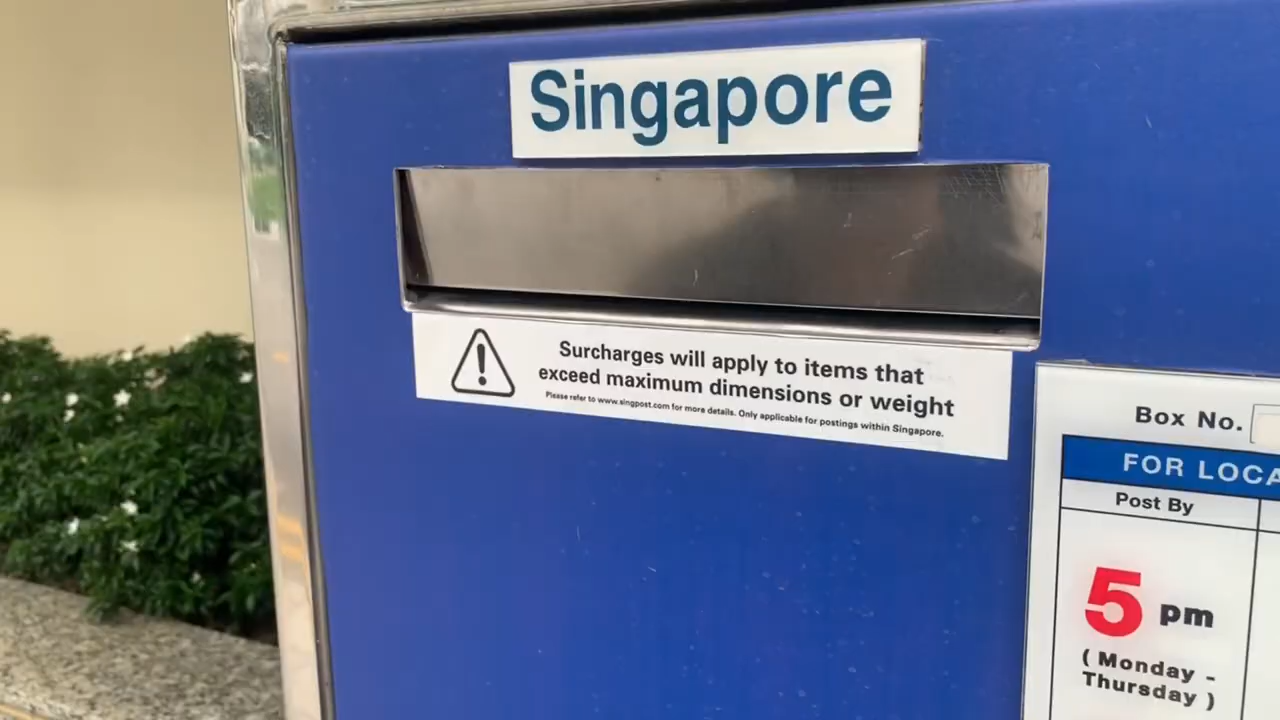 Singapore
Surcharges will apply to items that
exceed maximum dimensions or weight
Please refer to www.singpost.com for more details. Only applicable for postings within Singapore.
Box No.
FOR LOCA
Post By
5 pm
( Monday -
Thursday )